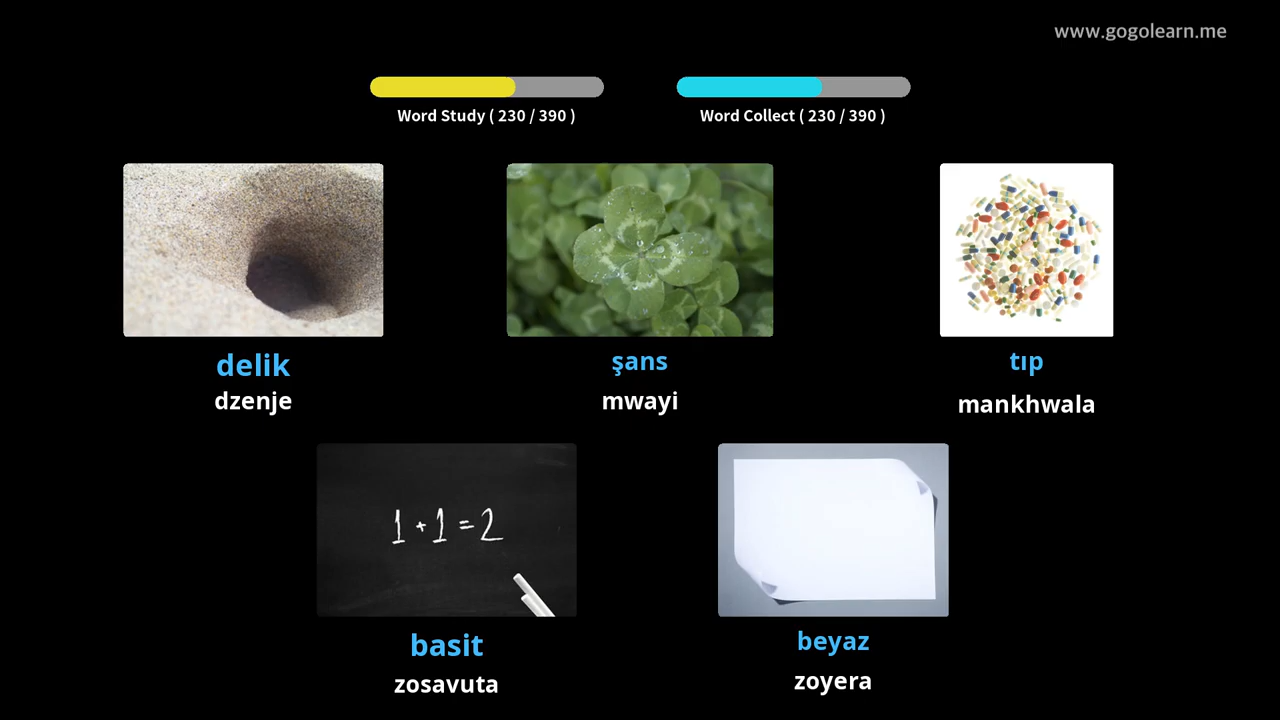 www.gogolearn.me
Word Study ( 230 / 390 )
Word Collect ( 230 / 390 )
delik
dzenje
şans
mwayi
tıp
mankhwala
1 + 1 = 2
basit
zosavuta
beyaz
zoyera